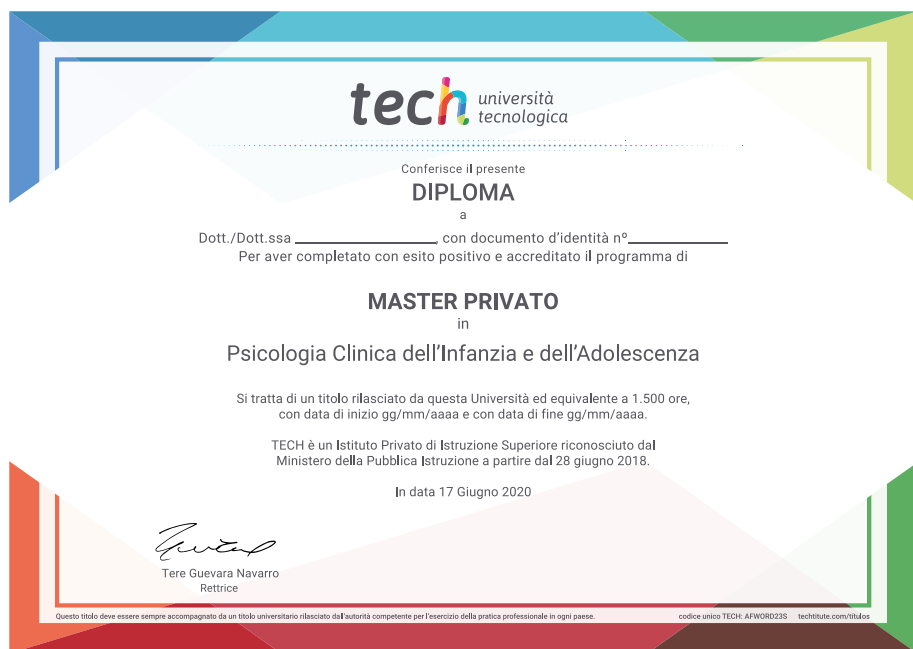 tech università
tecnologica
Conferisce il presente
DIPLOMA
a
Dott./Dott.ssa ____________________, con documento d'identità nº______________
Per aver completato con esito positivo e accreditato il programma di
MASTER PRIVATO
in
Psicologia Clinica dell'Infanzia e dell'Adolescenza
Si tratta di un titolo rilasciato da questa Università ed equivalente a 1.500 ore,
con data di inizio gg/mm/aaaa e con data di fine gg/mm/aaaa.
TECH è un Istituto Privato di Istruzione Superiore riconosciuto dal
Ministero della Pubblica Istruzione a partire dal 28 giugno 2018.
In data 17 Giugno 2020
Tere Guevara Navarro
Rettrice
Questo titolo deve essere sempre accompagnato da un titolo universitario rilasciato dall'autorità competente per l'esercizio della pratica professionale in ogni paese. codice unico TECH: AFWORD23S techtitute.com/titulos